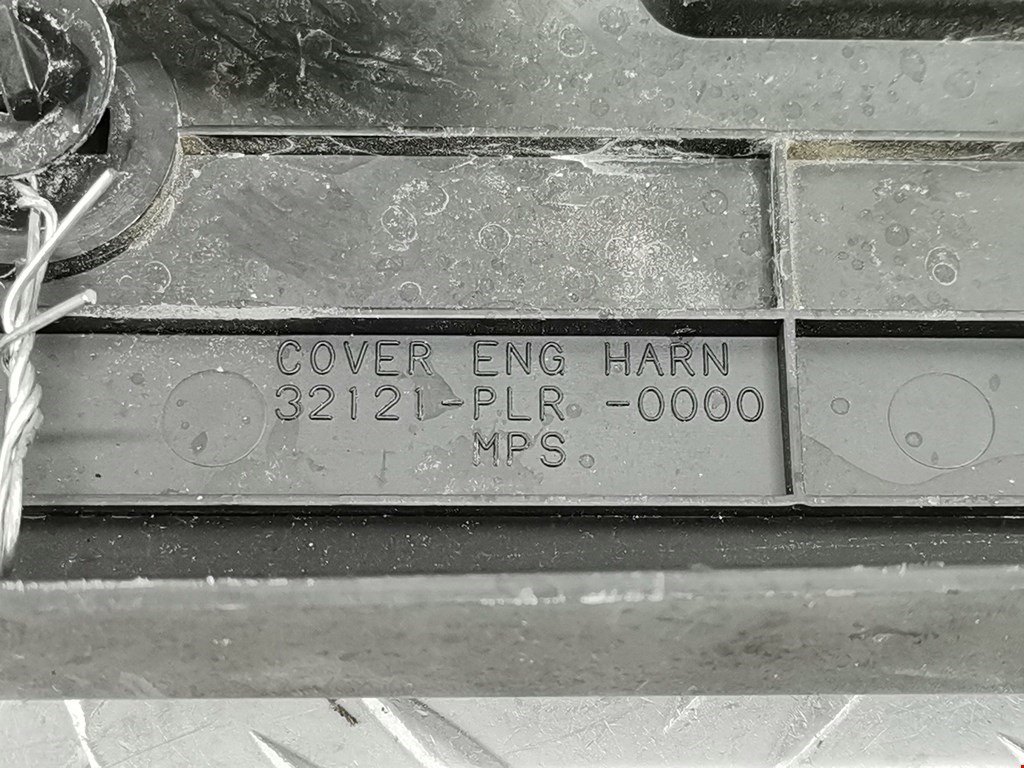 COVER ENG HARN
32121-PLR -0000
MPS